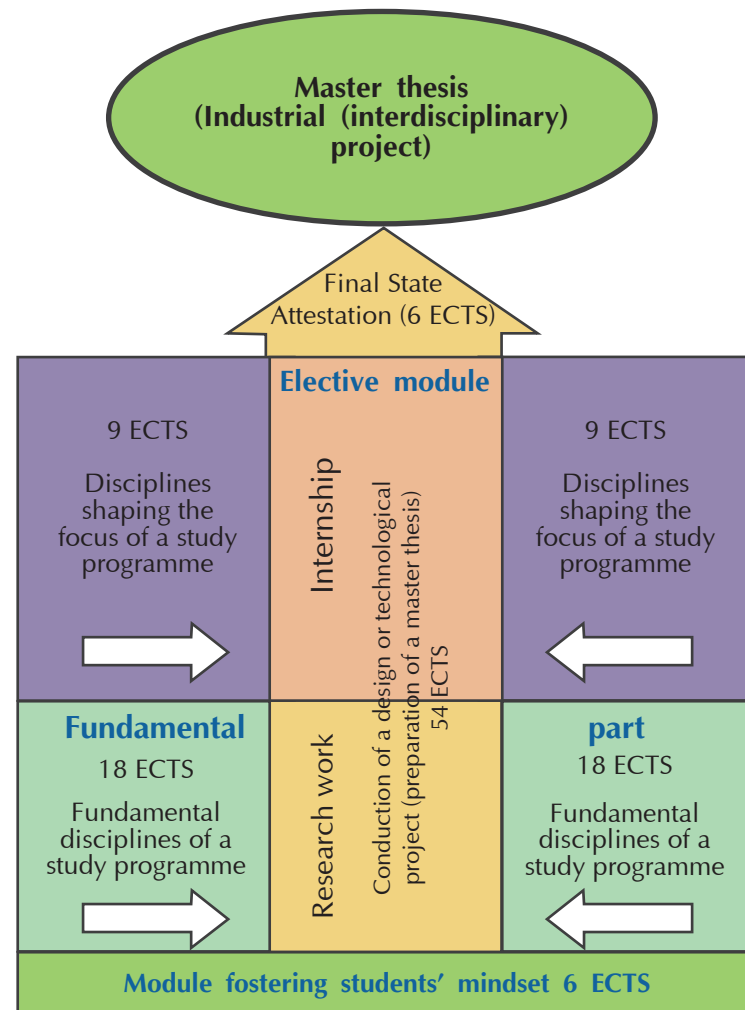 Master thesis
(Industrial (interdisciplinary)
project)
Final State
Attestation (6 ECTS)
Elective module
9 ECTS
Disciplines
shaping the
focus of a study
programme
Internship
Conduction of a design or technological
project (preparation of a master thesis)
54 ECTS
9 ECTS
Disciplines
shaping the
focus of a study
programme
Fundamental
18 ECTS
Fundamental
disciplines of a
study programme
Research work
part
18 ECTS
Fundamental
disciplines of a
study programme
Module fostering students’ mindset 6 ECTS